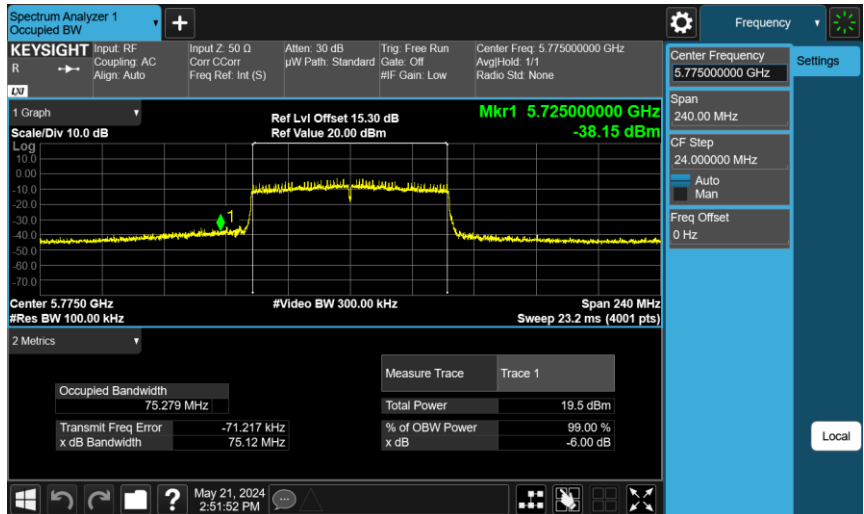 Spectrum Analyzer 1
Occupied BW
+
Frequency
KEYSIGHT
R
LXI
Input: RF
Coupling: AC
Align: Auto
Input Z: 50 Ω
Corr CCorr
Freq Ref: Int (S)
Atten: 30 dB
µW Path: Standard
Trig: Free Run
Gate: Off
#IF Gain: Low
Center Freq: 5.775000000 GHz
Avg|Hold: 1/1
Radio Std: None
Center Frequency
5.775000000 GHz
Settings
Span
240.00 MHz
CF Step
24.000000 MHz
Auto
Man
Freq Offset
0 Hz
Local
1 Graph
Scale/Div 10.0 dB
Ref Lvl Offset 15.30 dB
Ref Value 20.00 dBm
Mkr1 5.725000000 GHz
-38.15 dBm
Log
10.0
0.00
-10.0
-20.0
-30.0
-40.0
-50.0
-60.0
-70.0
1
Center 5.7750 GHz
#Video BW 300.00 kHz
Span 240 MHz
#Res BW 100.00 kHz
Sweep 23.2 ms (4001 pts)
2 Metrics
Measure Trace
Trace 1
Occupied Bandwidth
75.279 MHz
Total Power
19.5 dBm
Transmit Freq Error
-71.217 kHz
% of OBW Power
99.00 %
x dB Bandwidth
75.12 MHz
x dB
-6.00 dB
?
May 21, 2024
2:51:52 PM